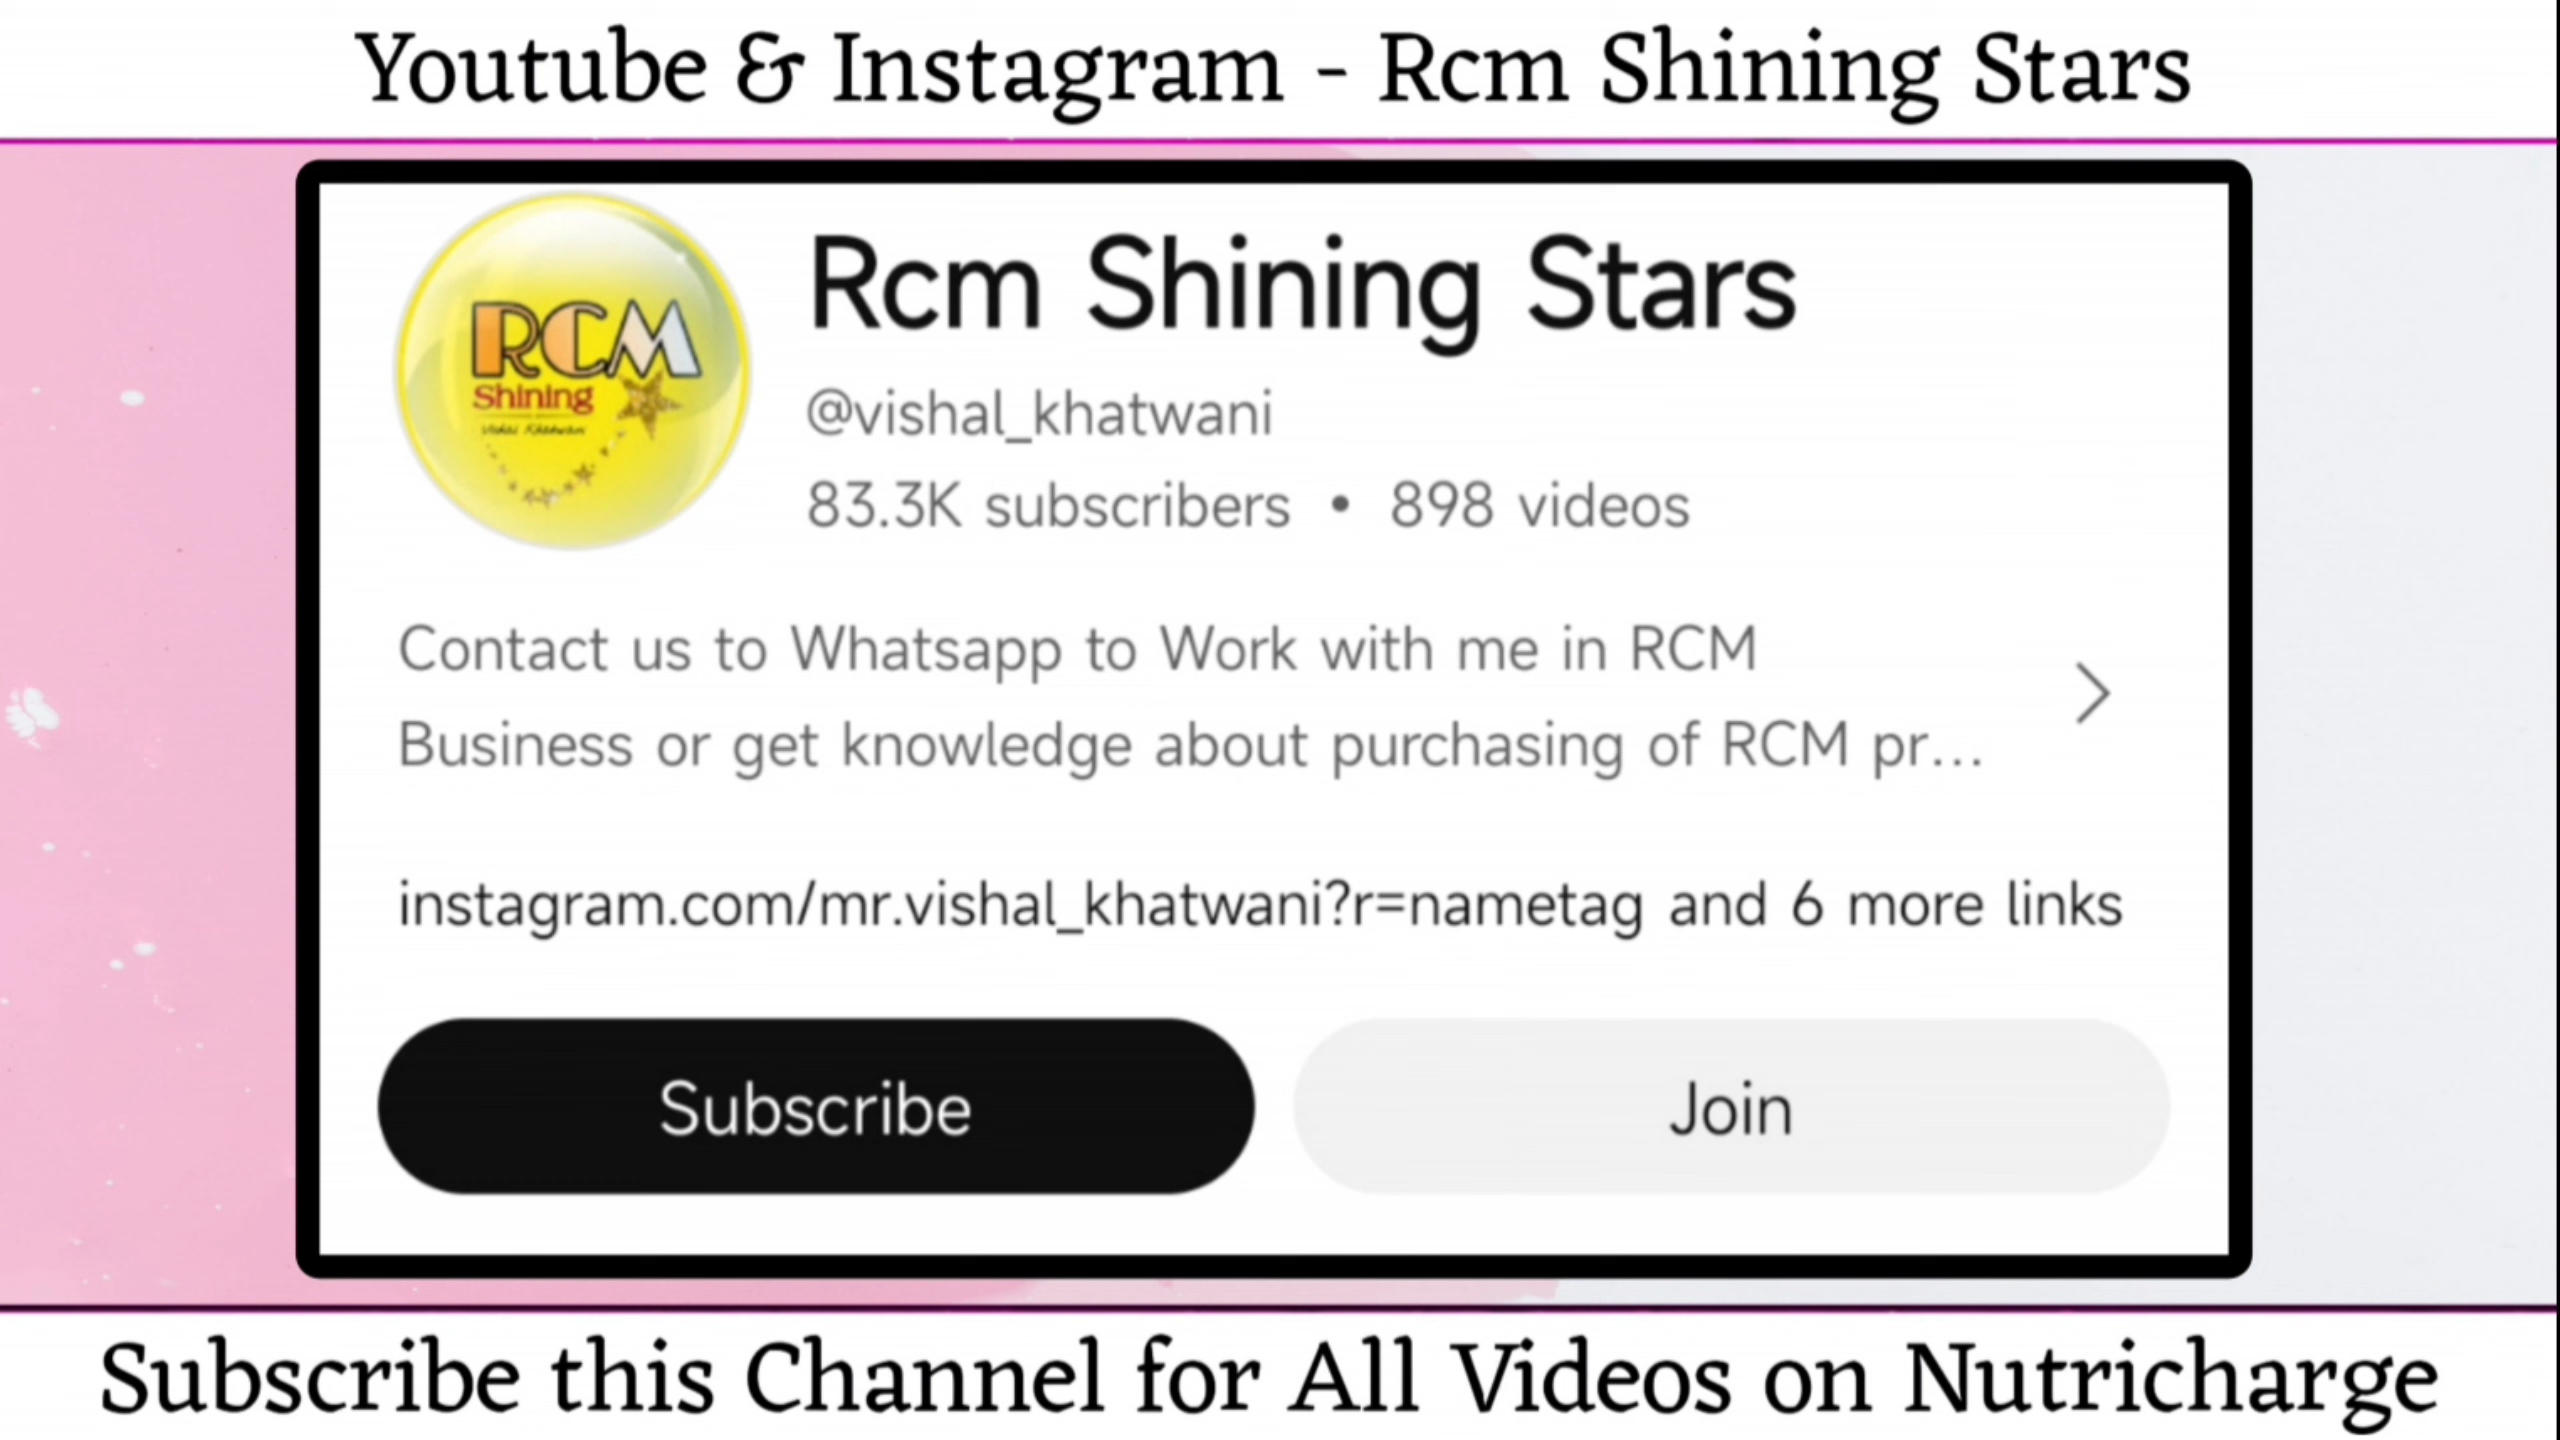 Youtube & Instagram - Rcm Shining Stars
RCM
Shining
Rcm Shining Stars
@vishal_khatwani
83.3K subscribers • 898 videos
Contact us to Whatsapp to Work with me in RCM
Business or get knowledge about purchasing of RCM pr...
instagram.com/mr.vishal_khatwani?r=nametag and 6 more links
Subscribe
Join
Subscribe this Channel for All Videos on Nutricharge